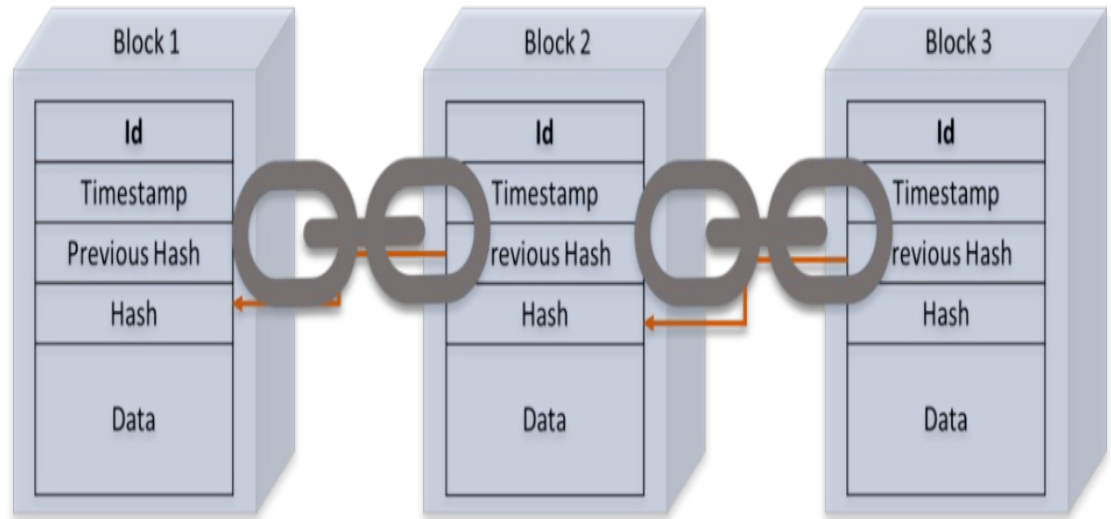 Block 1
Id
Timestamp
Previous Hash
Hash
Data
Block 2
Id
Timestamp
revious Hash
Hash
Data
Block 3
Id
Timestamp
revious Hash
Hash
Data